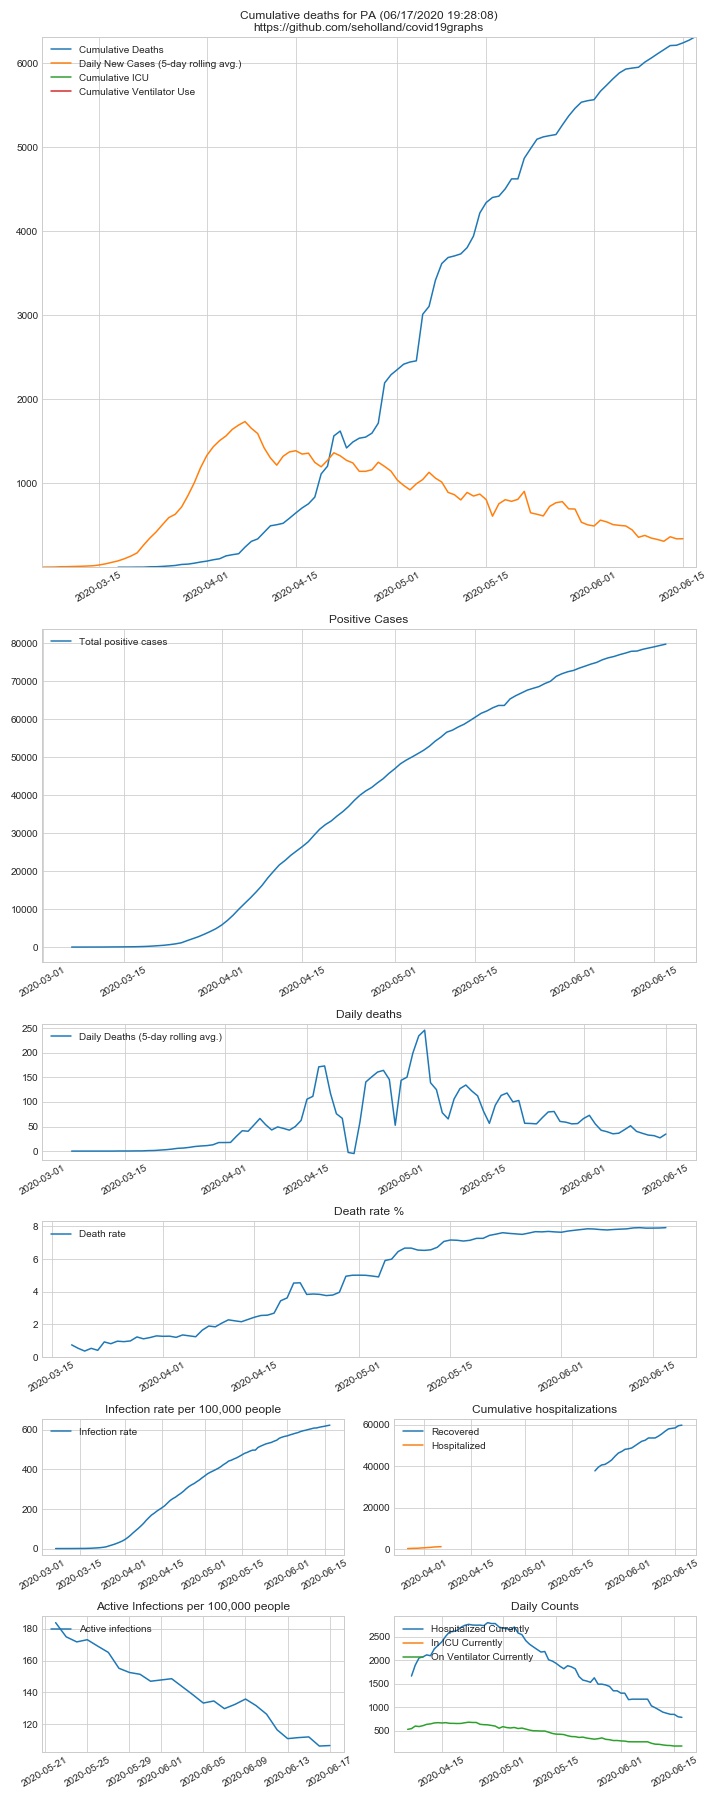 Cumulative deaths for PA (06/17/2020 19:28:08)
https://github.com/seholland/covid19graphs
Cumulative Deaths
Daily New Cases (5-day rolling avg.)
Cumulative ICU
Cumulative Ventilator Use
6000
5000
4000
3000
2000
1000
2020-03-15 2020-04-01 2020-04-15 2020-05-01 2020-05-15 2020-06-01 2020-06-15
Positive Cases
Total positive cases
80000
70000
60000
50000
40000
30000
20000
10000
0
2020-03-01 2020-03-15 2020-04-01 2020-04-15 2020-05-01 2020-05-15 2020-06-01 2020-06-15
Daily deaths
Daily Deaths (5-day rolling avg.)
250
200
150
100
50
0
2020-03-01 2020-03-15 2020-04-01 2020-04-15 2020-05-01 2020-05-15 2020-06-01 2020-06-15
Death rate %
Death rate
8
6
4
2
0
2020-03-15 2020-04-01 2020-04-15 2020-05-01 2020-05-15 2020-06-01 2020-06-15
Infection rate per 100,000 people
Infection rate
600
400
200
0
2020-03-01 2020-03-15 2020-04-01 2020-04-15 2020-05-01 2020-05-15 2020-06-01 2020-06-15
Cumulative hospitalizations
Recovered
Hospitalized
60000
40000
20000
0
2020-04-01 2020-04-15 2020-05-01 2020-05-15 2020-06-01 2020-06-15
Active Infections per 100,000 people
Active infections
180
160
140
120
2020-05-21 2020-05-25 2020-05-29 2020-06-01 2020-06-05 2020-06-09 2020-06-13 2020-06-17
Daily Counts
Hospitalized Currently
In ICU Currently
On Ventilator Currently
2500
2000
1500
1000
500
2020-04-15 2020-05-01 2020-05-15 2020-06-01 2020-06-15